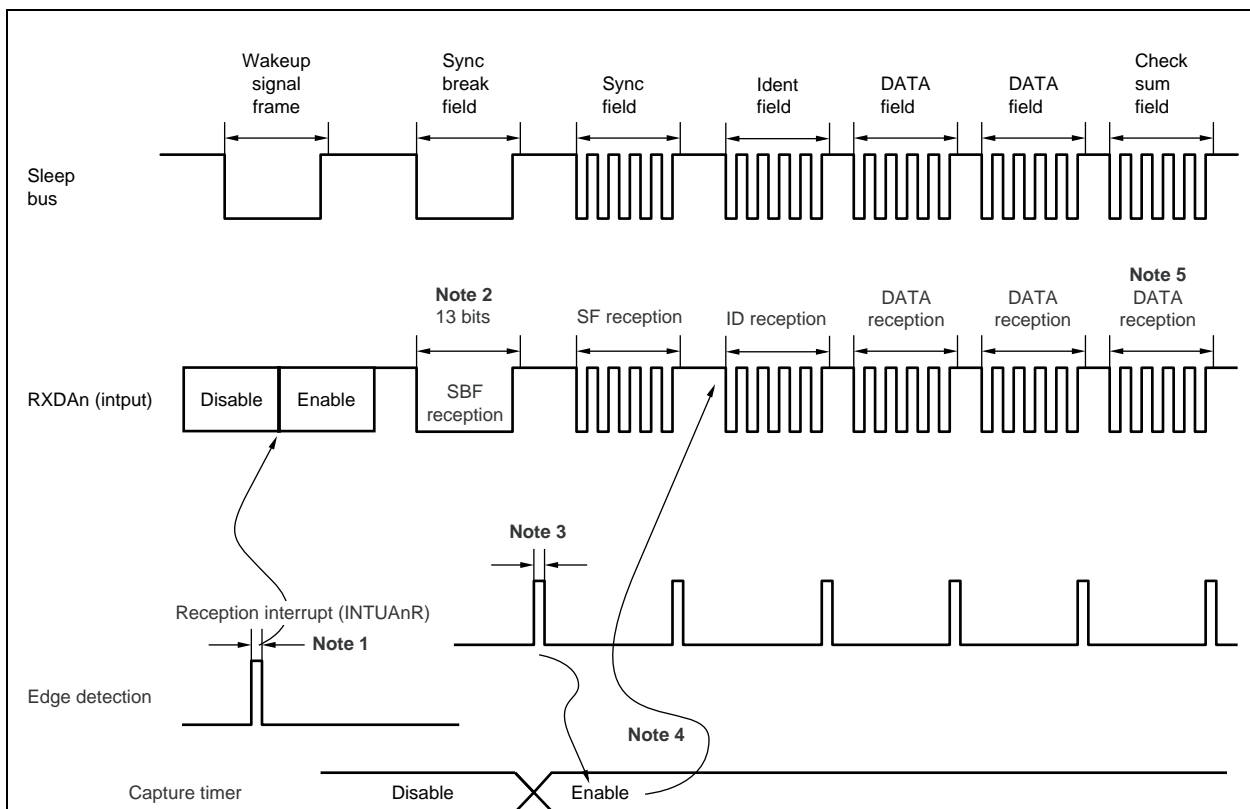 Wakeup
signal
frame
Sync
break
field
Sync
field
Ident
field
DATA
field
DATA
field
Check
sum
field
Sleep
bus
Note 2
13 bits
SF reception
ID reception
DATA
reception
DATA
reception
Note 5
DATA
reception
RXDAn (intput)
Disable
Enable
SBF
reception
Note 3
Reception interrupt (INTUAnR)
Note 1
Edge detection
Note 4
Capture timer
Disable
Enable